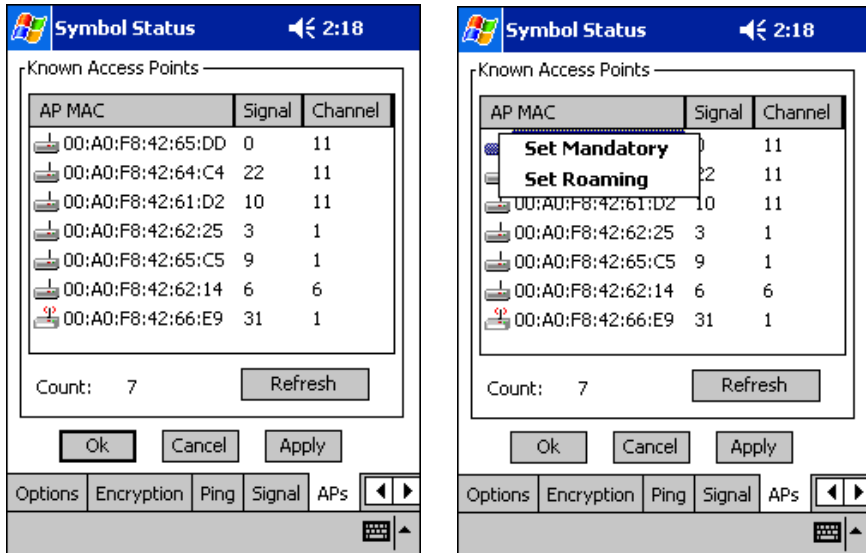 Symbol Status 2:18
Known Access Points
AP MAC Signal Channel
00:A0:F8:42:65:DD 0 11
00:A0:F8:42:64:C4 22 11
00:A0:F8:42:61:D2 10 11
00:A0:F8:42:62:25 3 1
00:A0:F8:42:65:C5 9 1
00:A0:F8:42:62:14 6 6
00:A0:F8:42:66:E9 31 1
Count: 7 Refresh
Ok Cancel Apply
Options Encryption Ping Signal APs
Symbol Status 2:18
Known Access Points
AP MAC Signal Channel
Set Mandatory 11
Set Roaming 22 11
00:A0:F8:42:61:D2 10 11
00:A0:F8:42:62:25 3 1
00:A0:F8:42:65:C5 9 1
00:A0:F8:42:62:14 6 6
00:A0:F8:42:66:E9 31 1
Count: 7 Refresh
Ok Cancel Apply
Options Encryption Ping Signal APs